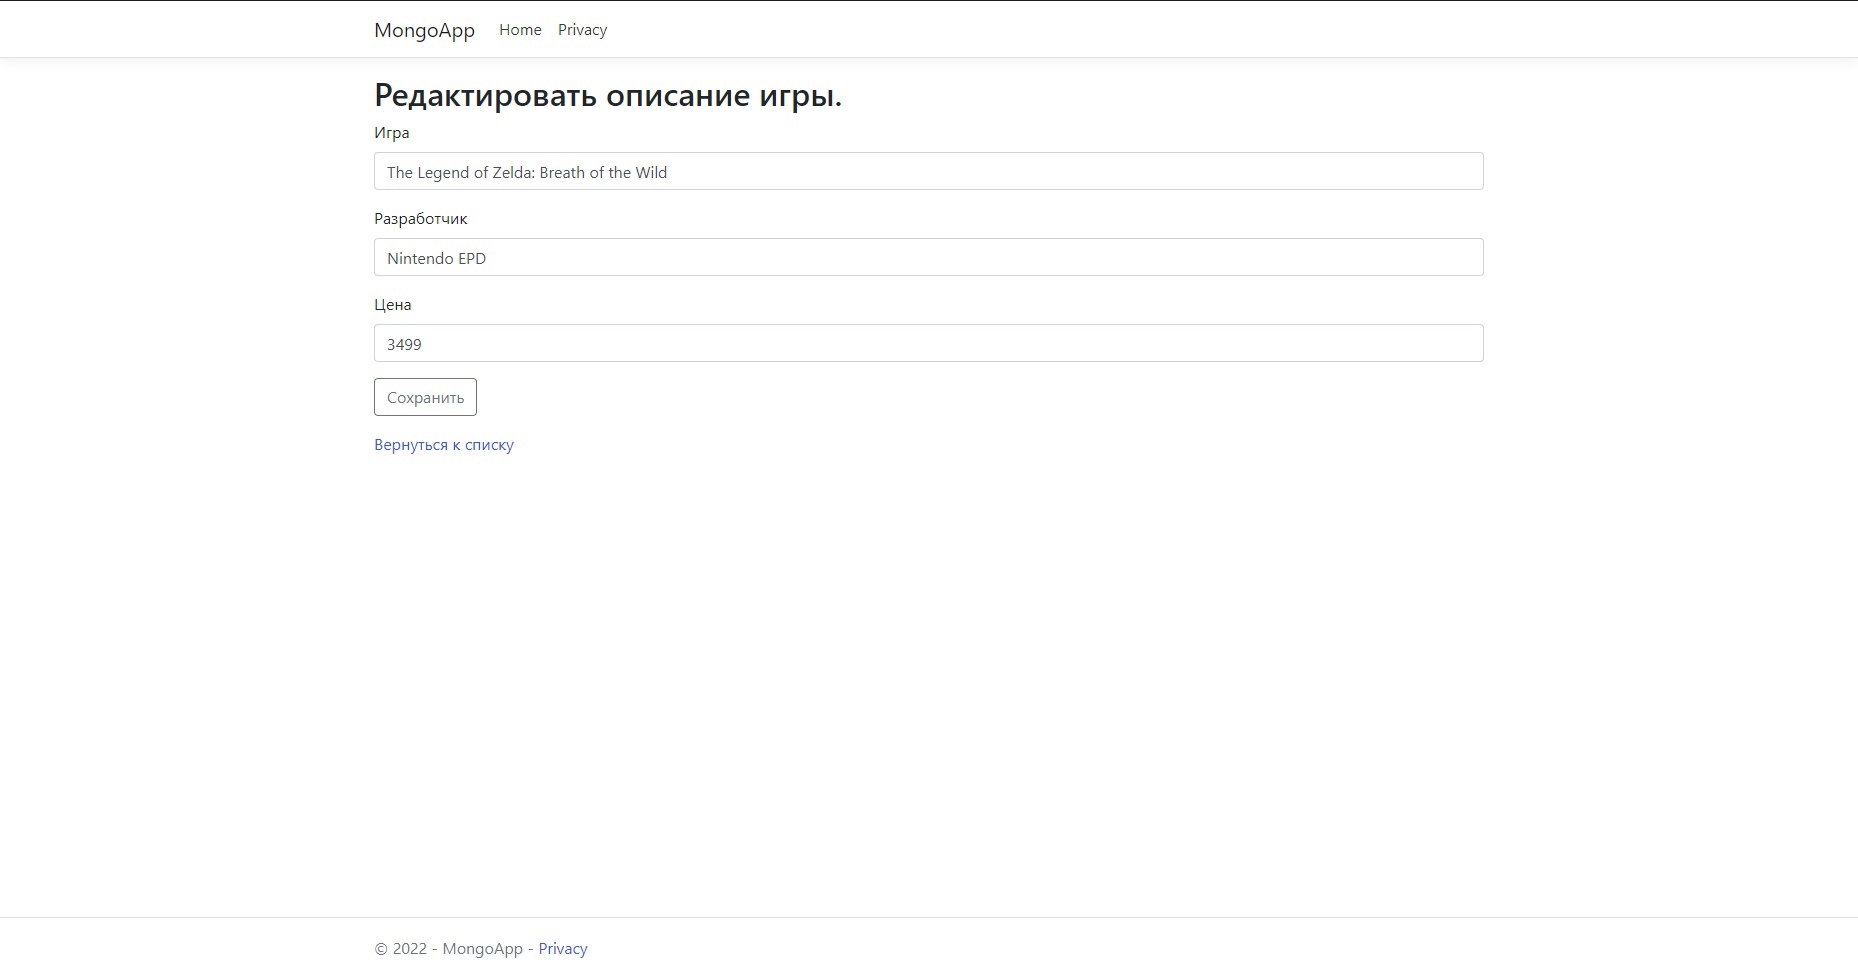 MongoApp Home Privacy
Редактировать описание игры.
Игра
The Legend of Zelda: Breath of the Wild
Разработчик
Nintendo EPD
Цена
3499
Сохранить
Вернуться к списку
© 2022 - MongoApp - Privacy